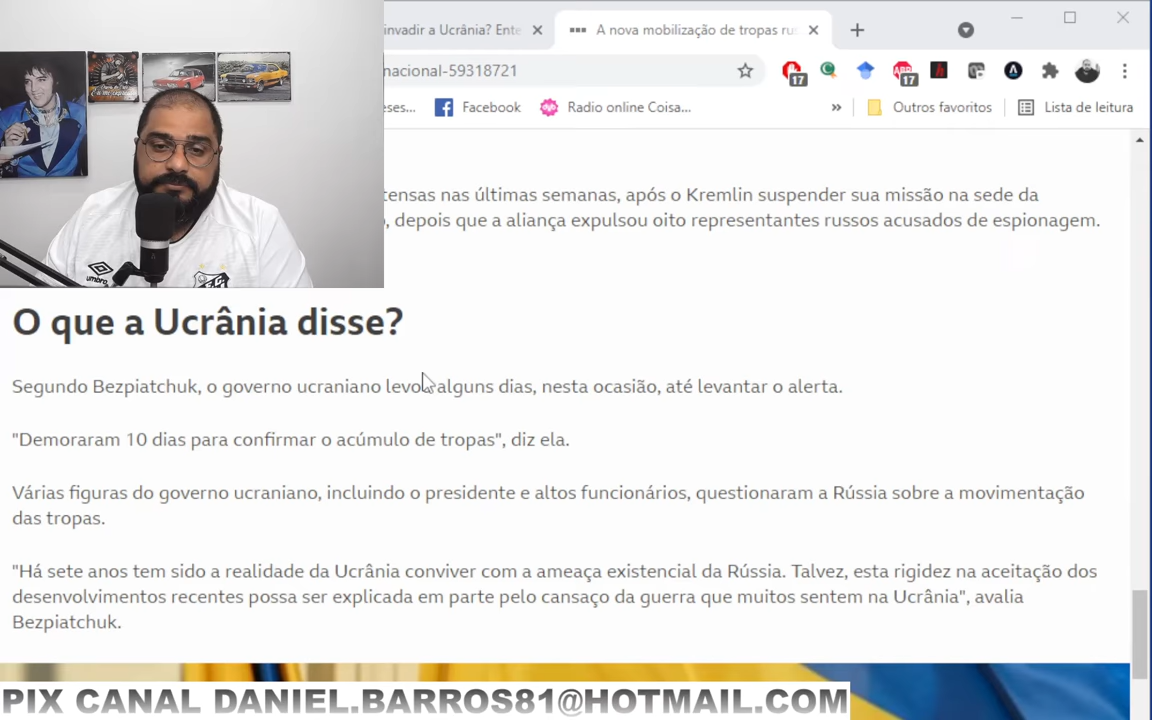 invadir a Ucrânia? Ente
A nova mobilização de tropas ru
nacional-59318721
17
17
eses...
Facebook
Radio online Coisa...
»
Outros favoritos
Lista de leitura
tensas nas últimas semanas, após o Kremlin suspender sua missão na sede da
, depois que a aliança expulsou oito representantes russos acusados de espionagem.
umbro
O que a Ucrânia disse?
Segundo Bezpiatchuk, o governo ucraniano levou alguns dias, nesta ocasião, até levantar o alerta.
"Demoraram 10 dias para confirmar o acúmulo de tropas", diz ela.
Várias figuras do governo ucraniano, incluindo o presidente e altos funcionários, questionaram a Rússia sobre a movimentação
das tropas.
"Há sete anos tem sido a realidade da Ucrânia conviver com a ameaça existencial da Rússia. Talvez, esta rigidez na aceitação dos
desenvolvimentos recentes possa ser explicada em parte pelo cansaço da guerra que muitos sentem na Ucrânia", avalia
Bezpiatchuk.
PIX CANAL DANIEL.BARROS81@HOTMAIL.COM